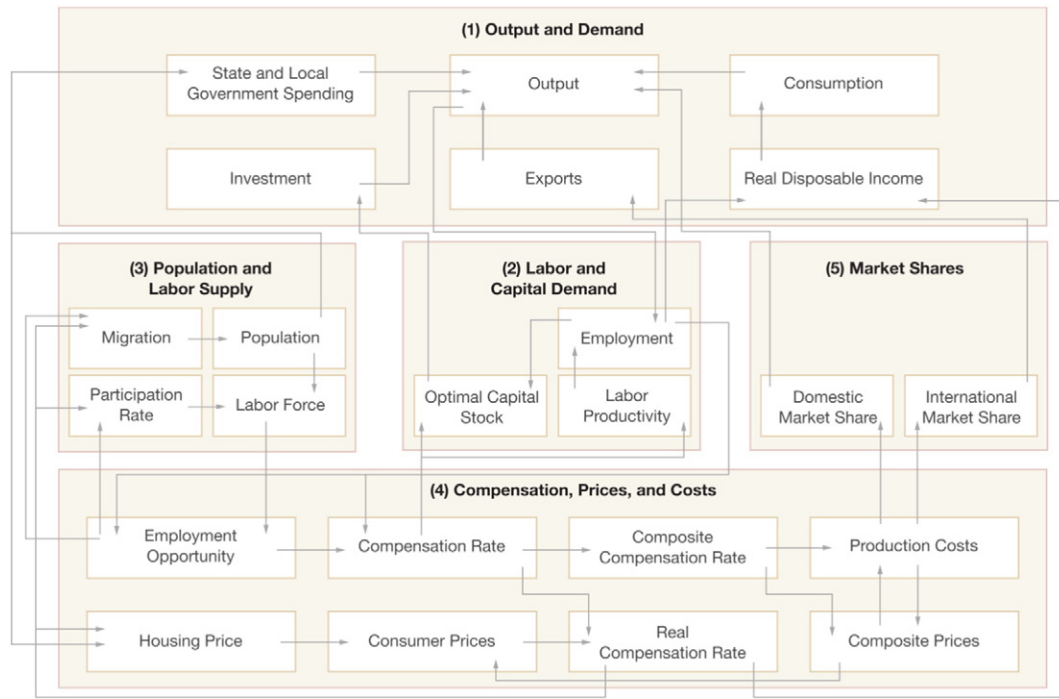 (1) Output and Demand
State and Local
Government Spending
Output
Consumption
Investment
Exports
Real Disposable Income
(3) Population and
Labor Supply
Migration
Population
Participation
Rate
Labor Force
(2) Labor and
Capital Demand
Employment
Optimal Capital
Stock
Labor
Productivity
(5) Market Shares
Domestic
Market Share
International
Market Share
(4) Compensation, Prices, and Costs
Employment
Opportunity
Compensation Rate
Composite
Compensation Rate
Production Costs
Housing Price
Consumer Prices
Real
Compensation Rate
Composite Prices